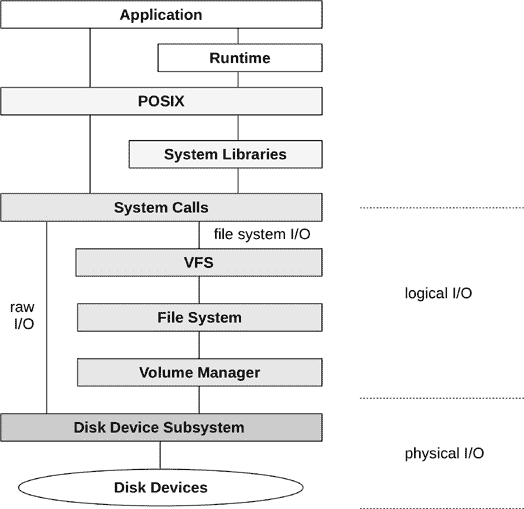 Application
Runtime
POSIX
System Libraries
System Calls
file system I/O
VFS
raw
I/O
logical I/O
File System
Volume Manager
Disk Device Subsystem
physical I/O
Disk Devices